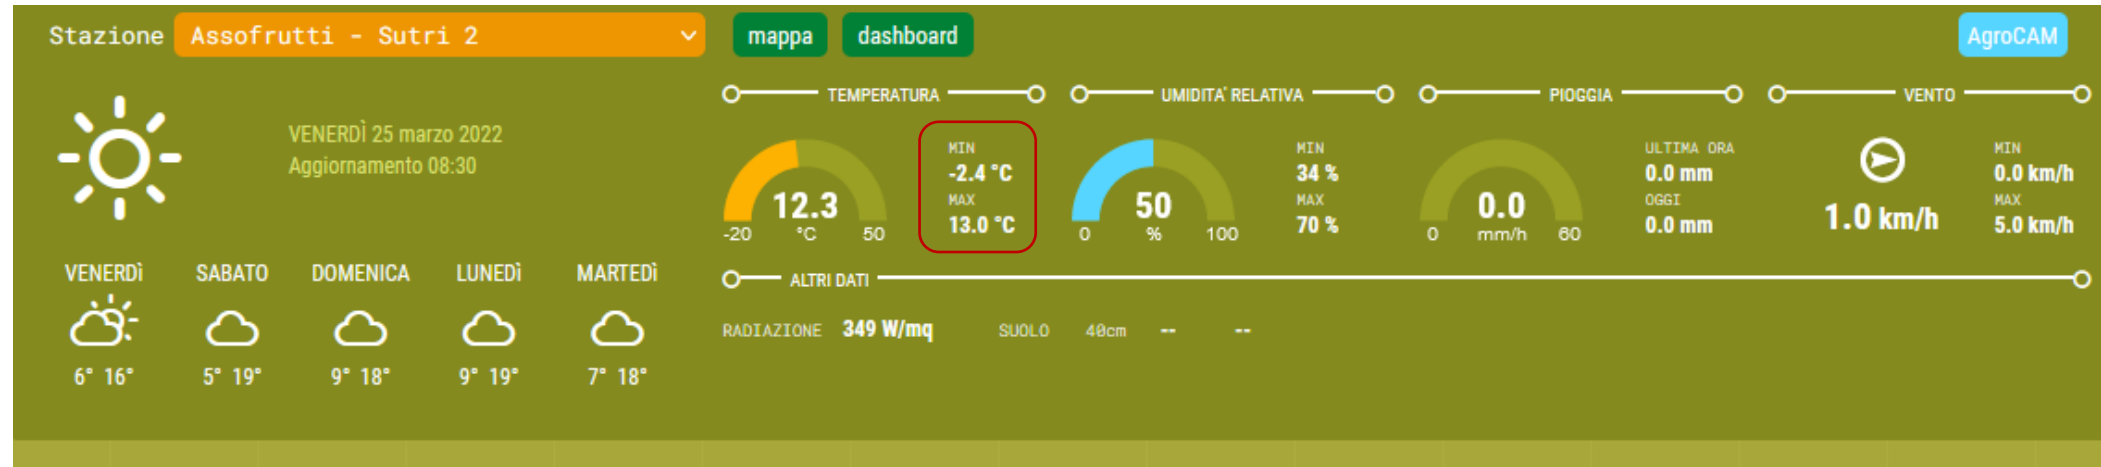 Stazione Assofrutti - Sutri 2 mappa dashboard AgroCAM
VENERDÌ 25 marzo 2022
Aggiornamento 08:30
TEMPERATURA
12.3
-20 °C 50
MIN
-2.4 °C
MAX
13.0 °C
UMIDITA' RELATIVA
50
0 % 100
MIN
34 %
MAX
70 %
PIOGGIA
0.0
0 mm/h 60
ULTIMA ORA
0.0 mm
OGGI
0.0 mm
VENTO
1.0 km/h
MIN
0.0 km/h
MAX
5.0 km/h
VENERDÌ SABATO DOMENICA LUNEDÌ MARTEDÌ
6° 16° 5° 19° 9° 18° 9° 19° 7° 18°
ALTRI DATI
RADIAZIONE 349 W/mq SUOLO 40cm -- --